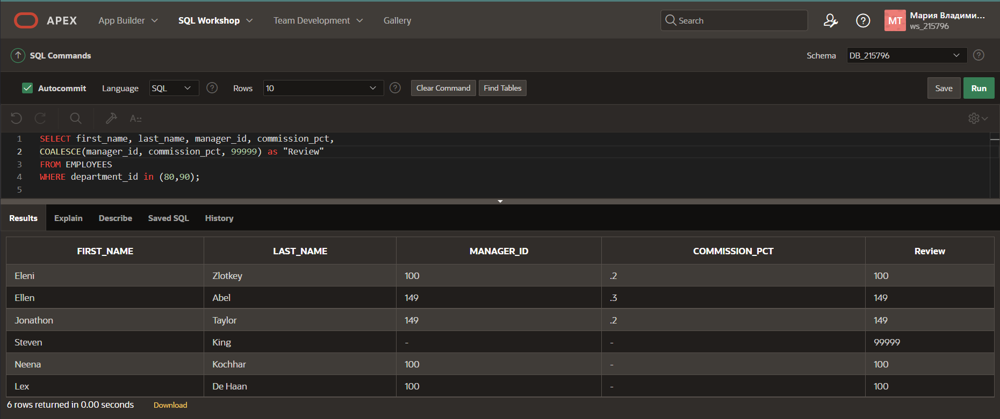 APEX App Builder SQL Workshop Team Development Gallery Search MT Мария Владими...
ws_215796
SQL Commands Schema DB_215796
Autocommit Language SQL Rows 10 Clear Command Find Tables Save Run
A
1 SELECT first_name, last_name, manager_id, commission_pct,
2 COALESCE(manager_id, commission_pct, 99999) as "Review"
3 FROM EMPLOYEES
4 WHERE department_id in (80,90);
5
Results Explain Describe Saved SQL History
FIRST_NAME LAST_NAME MANAGER_ID COMMISSION_PCT Review
Eleni Zlotkey 100 .2 100
Ellen Abel 149 .3 149
Jonathon Taylor 149 .2 149
Steven King - - 99999
Neena Kochhar 100 - 100
Lex De Haan 100 - 100
6 rows returned in 0.00 seconds Download